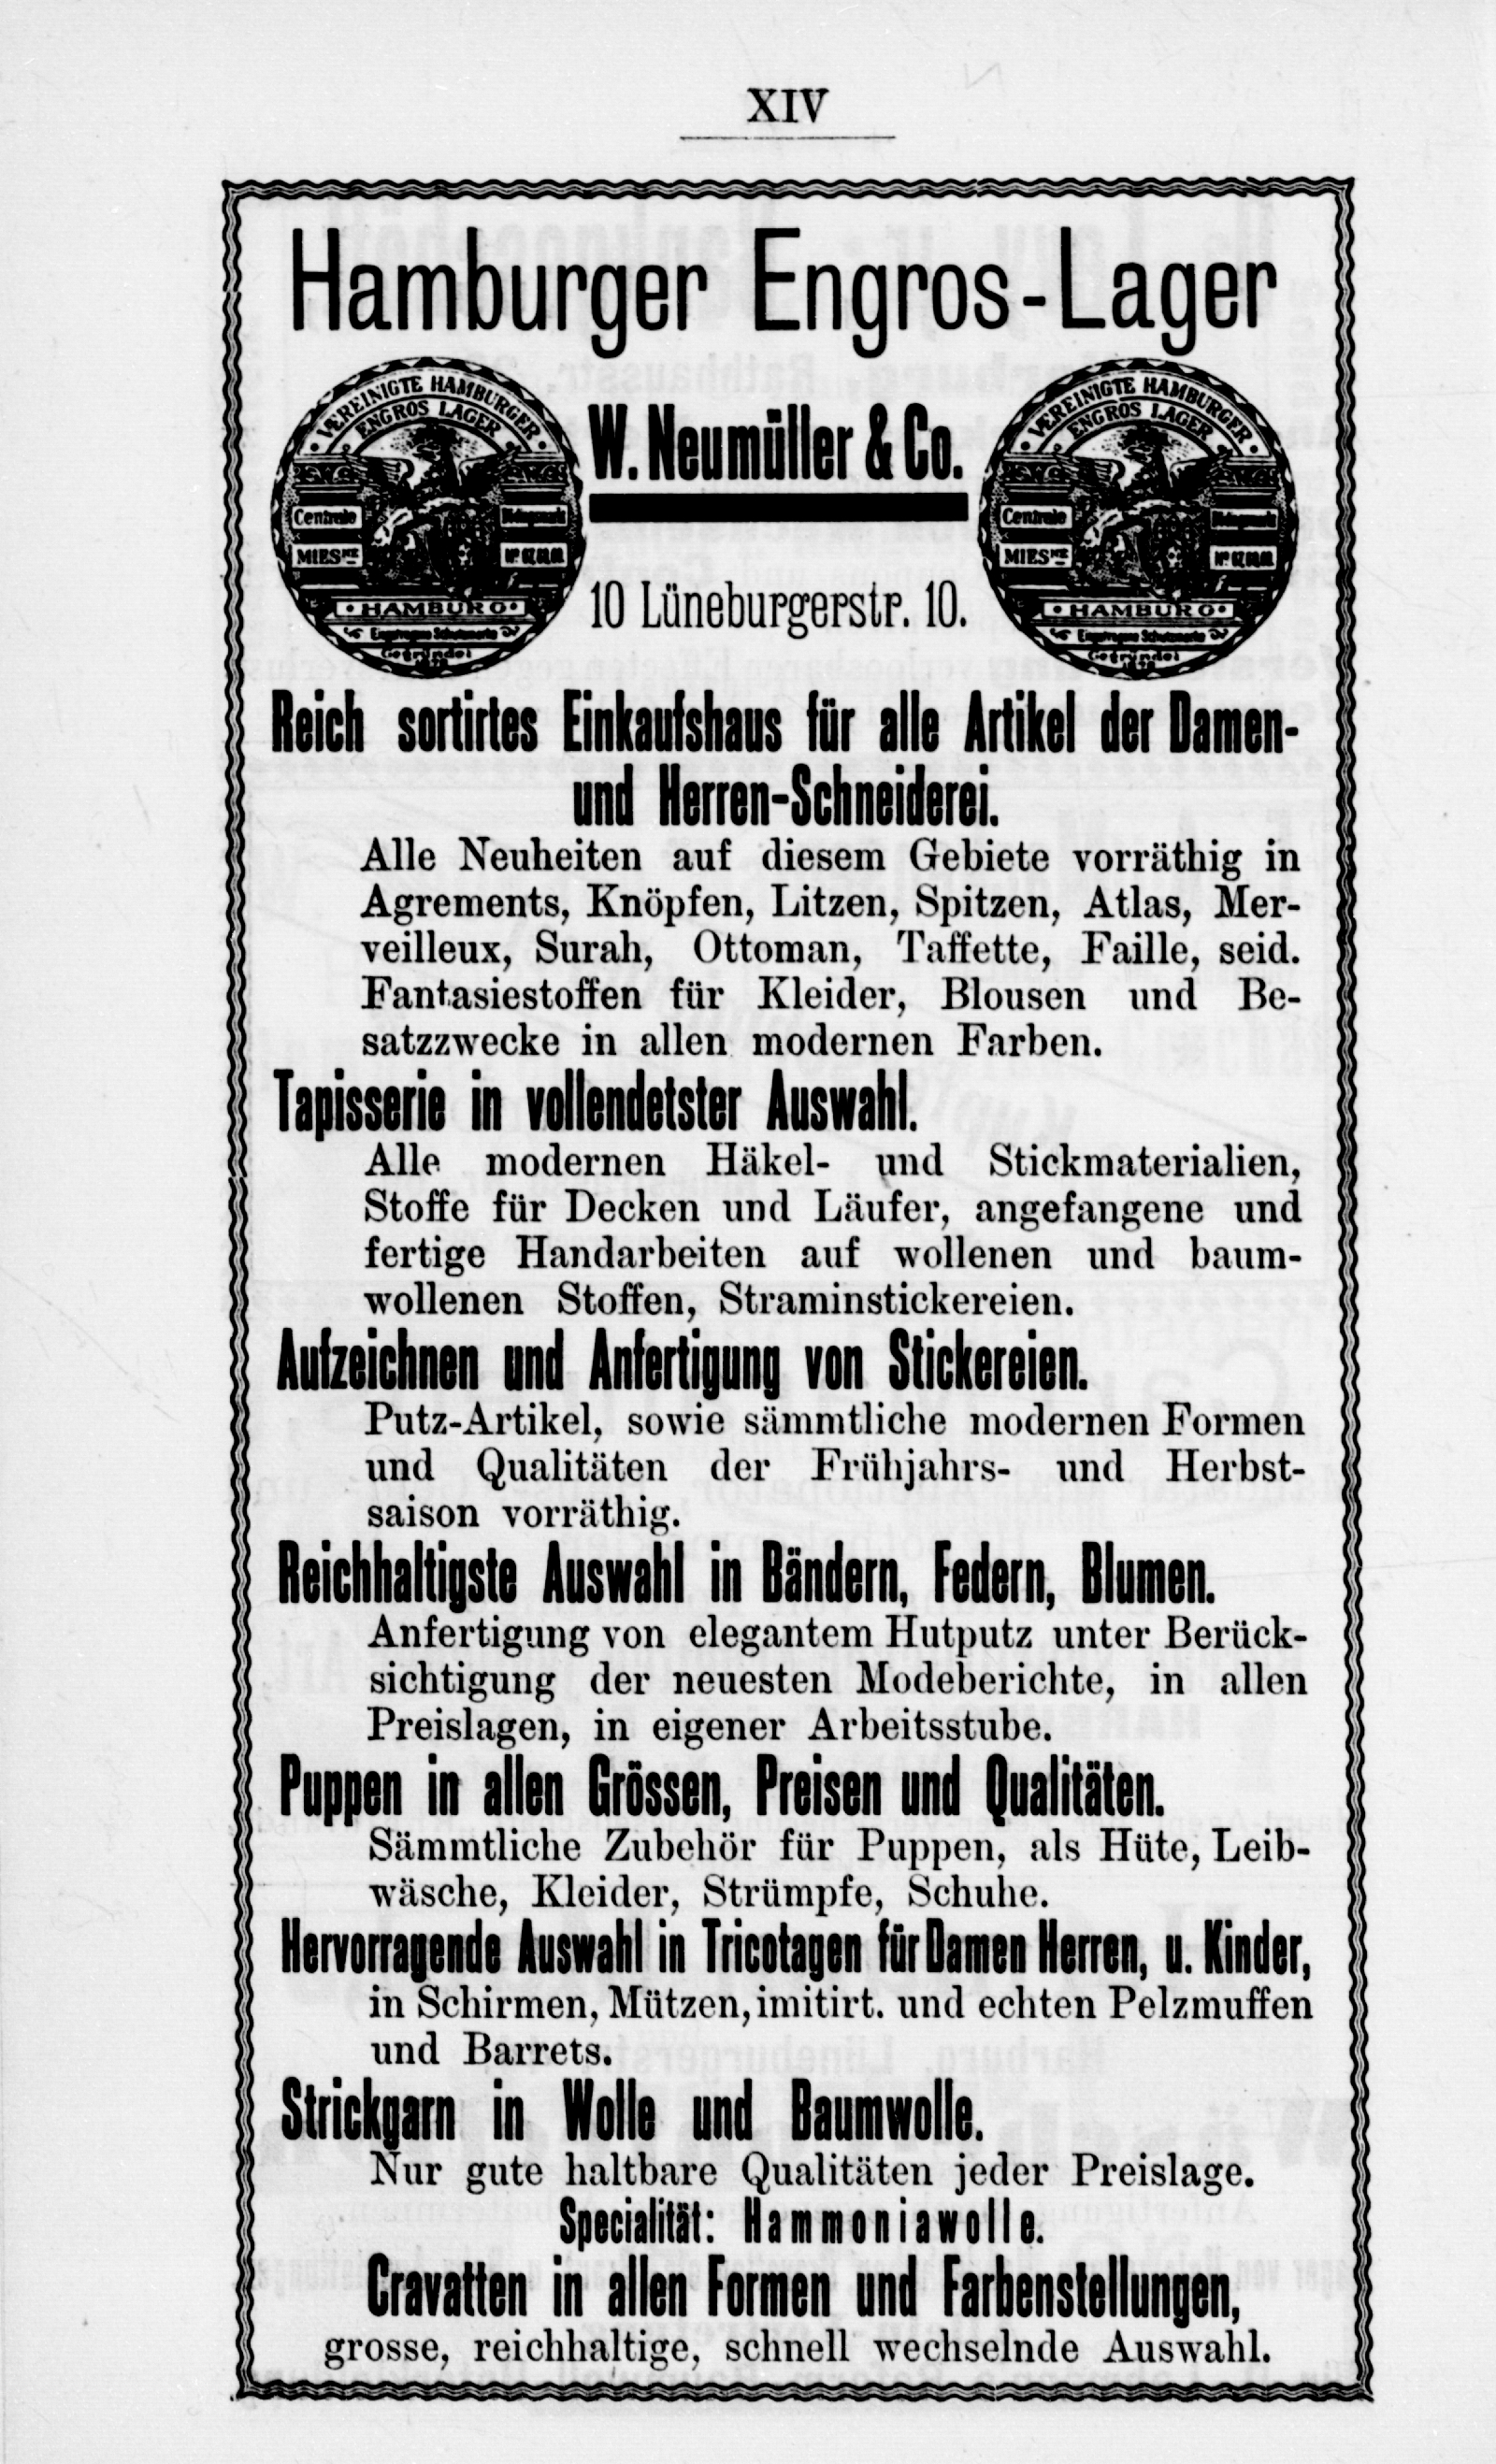 XIV
Hamburger Engros-Lager
VEREINIGTE HAMBURGER
ENGROS LAGER
Centrale
MIES
HAMBURG
Gegründet
W. Neumüller & Co.
10 Lüneburgerstr. 10.
VEREINIGTE HAMBURGER
ENGROS LAGER
Centrale
MIES
HAMBURG
Gegründet
Reich sortirtes Einkaufshaus für alle Artikel der Damen-
und Herren-Schneiderei.
Alle Neuheiten auf diesem Gebiete vorräthig in
Agrements, Knöpfen, Litzen, Spitzen, Atlas, Mer-
veilleux, Surah, Ottoman, Taffette, Faille, seid.
Fantasiestoffen für Kleider, Blousen und Be-
satzzwecke in allen modernen Farben.
Tapisserie in vollendetster Auswahl.
Alle modernen Häkel- und Stickmaterialien,
Stoffe für Decken und Läufer, angefangene und
fertige Handarbeiten auf wollenen und baum-
wollenen Stoffen, Straminstickereien.
Aufzeichnen und Anfertigung von Stickereien.
Putz-Artikel, sowie sämmtliche modernen Formen
und Qualitäten der Frühjahrs- und Herbst-
saison vorräthig.
Reichhaltigste Auswahl in Bändern, Federn, Blumen.
Anfertigung von elegantem Hutputz unter Berück-
sichtigung der neuesten Modeberichte, in allen
Preislagen, in eigener Arbeitsstube.
Puppen in allen Grössen, Preisen und Qualitäten.
Sämmtliche Zubehör für Puppen, als Hüte, Leib-
wäsche, Kleider, Strümpfe, Schuhe.
Hervorragende Auswahl in Tricotagen für Damen Herren, u. Kinder,
in Schirmen, Mützen, imitirt. und echten Pelzmuffen
und Barrets.
Strickgarn in Wolle und Baumwolle.
Nur gute haltbare Qualitäten jeder Preislage.
Specialität: Hammoniawolle.
Cravatten in allen Formen und Farbenstellungen,
grosse, reichhaltige, schnell wechselnde Auswahl.